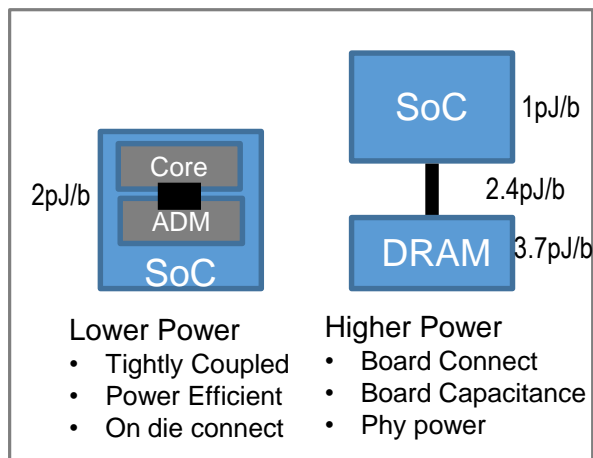 2pJ/b
Core
ADM
SoC
Lower Power
• Tightly Coupled
• Power Efficient
• On die connect
SoC
1pJ/b
2.4pJ/b
DRAM
3.7pJ/b
Higher Power
• Board Connect
• Board Capacitance
• Phy power